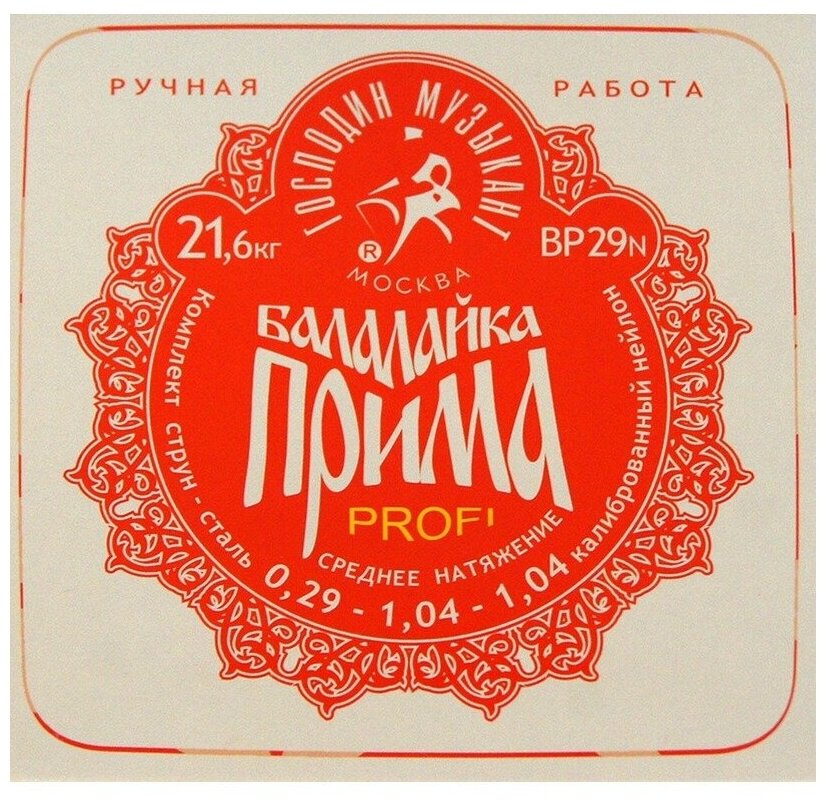 РУЧНАЯ РАБОТА
ГОСПОДИН МУЗЫКАНТ
®
МОСКВА
21,6кг
BP29N
БАЛАЛАЙКА
ПРИМА
PROFI
СРЕДНЕЕ НАТЯЖЕНИЕ
Комплект струн - сталь 0,29 - 1,04 - 1,04 калиброванный нейлон